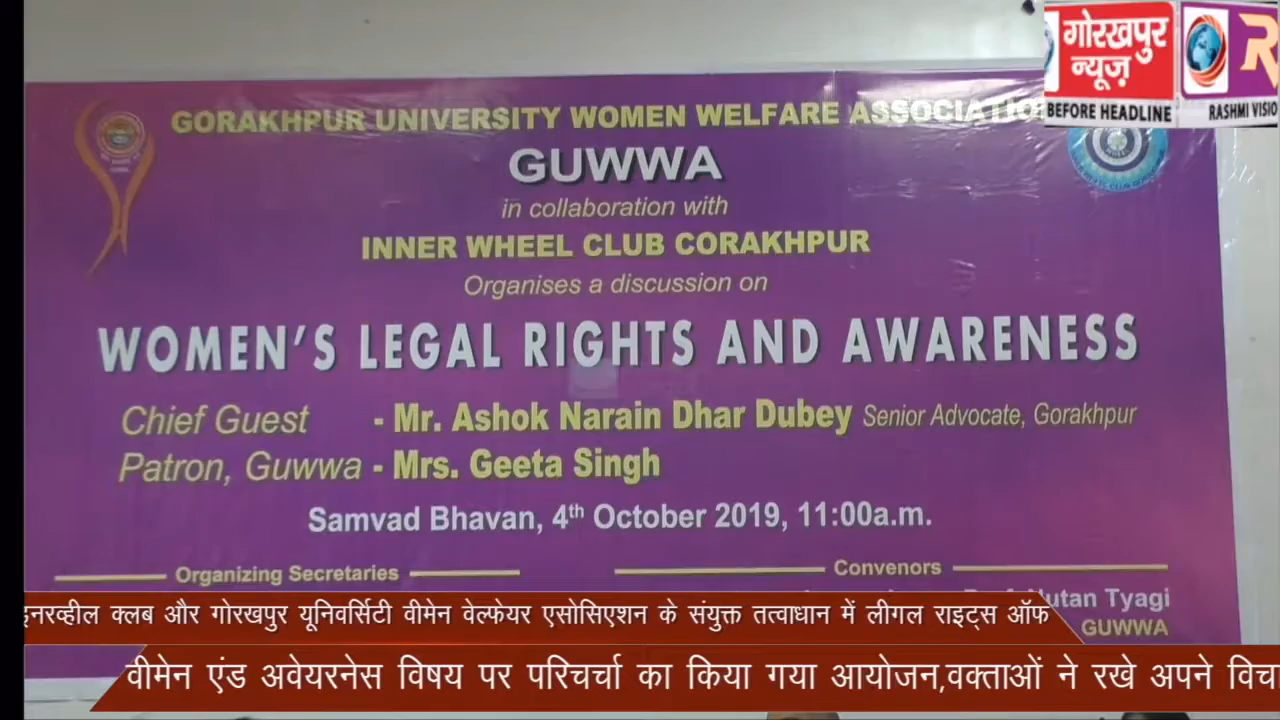 गोरखपुर
न्यूज़
BEFORE HEADLINE
R
RASHMI VISIO
GORAKHPUR UNIVERSITY WOMEN WELFARE ASSOCIATIO
GUWWA
in collaboration with
INNER WHEEL CLUB CORAKHPUR
Organises a discussion on
WOMEN'S LEGAL RIGHTS AND AWARENESS
Chief Guest - Mr. Ashok Narain Dhar Dubey Senior Advocate, Gorakhpur
Patron, Guwwa - Mrs. Geeta Singh
Samvad Bhavan, 4th October 2019, 11:00a.m.
Organizing Secretaries
Convenors
Nutan Tyagi
GUWWA
इनरव्हील क्लब और गोरखपुर यूनिवर्सिटी वीमेन वेल्फेयर एसोसिएशन के संयुक्त तत्वाधान में लीगल राइट्स ऑफ
वीमेन एंड अवेयरनेस विषय पर परिचर्चा का किया गया आयोजन,वक्ताओं ने रखे अपने विचा